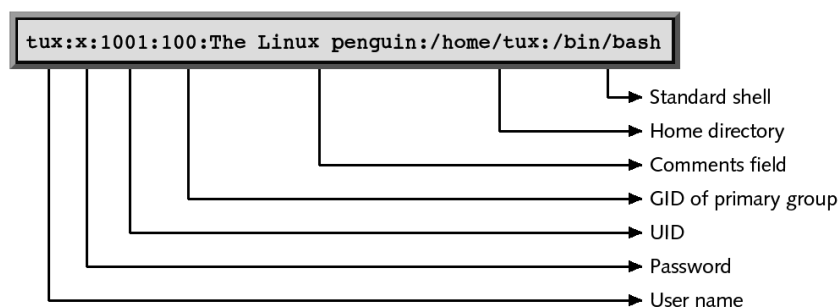 tux:x:1001:100:The Linux penguin:/home/tux:/bin/bash
Standard shell
Home directory
Comments field
GID of primary group
UID
Password
User name